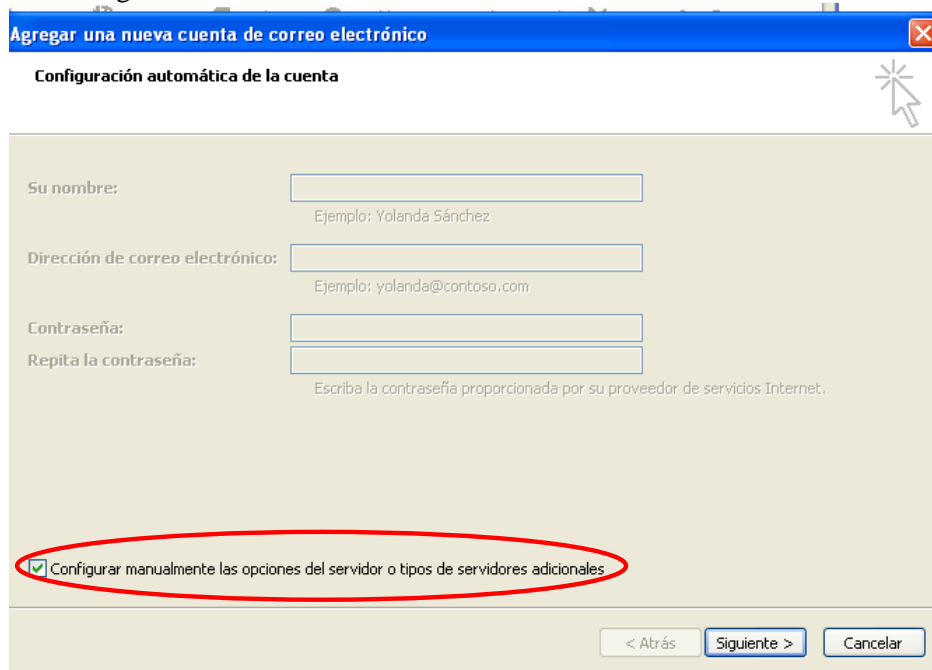 Agregar una nueva cuenta de correo electrónico
Configuración automática de la cuenta
Su nombre:
Ejemplo: Yolanda Sánchez
Dirección de correo electrónico:
Ejemplo: yolanda@contoso.com
Contraseña:
Repita la contraseña:
Escriba la contraseña proporcionada por su proveedor de servicios Internet.
Configurar manualmente las opciones del servidor o tipos de servidores adicionales
< Atrás Siguiente > Cancelar